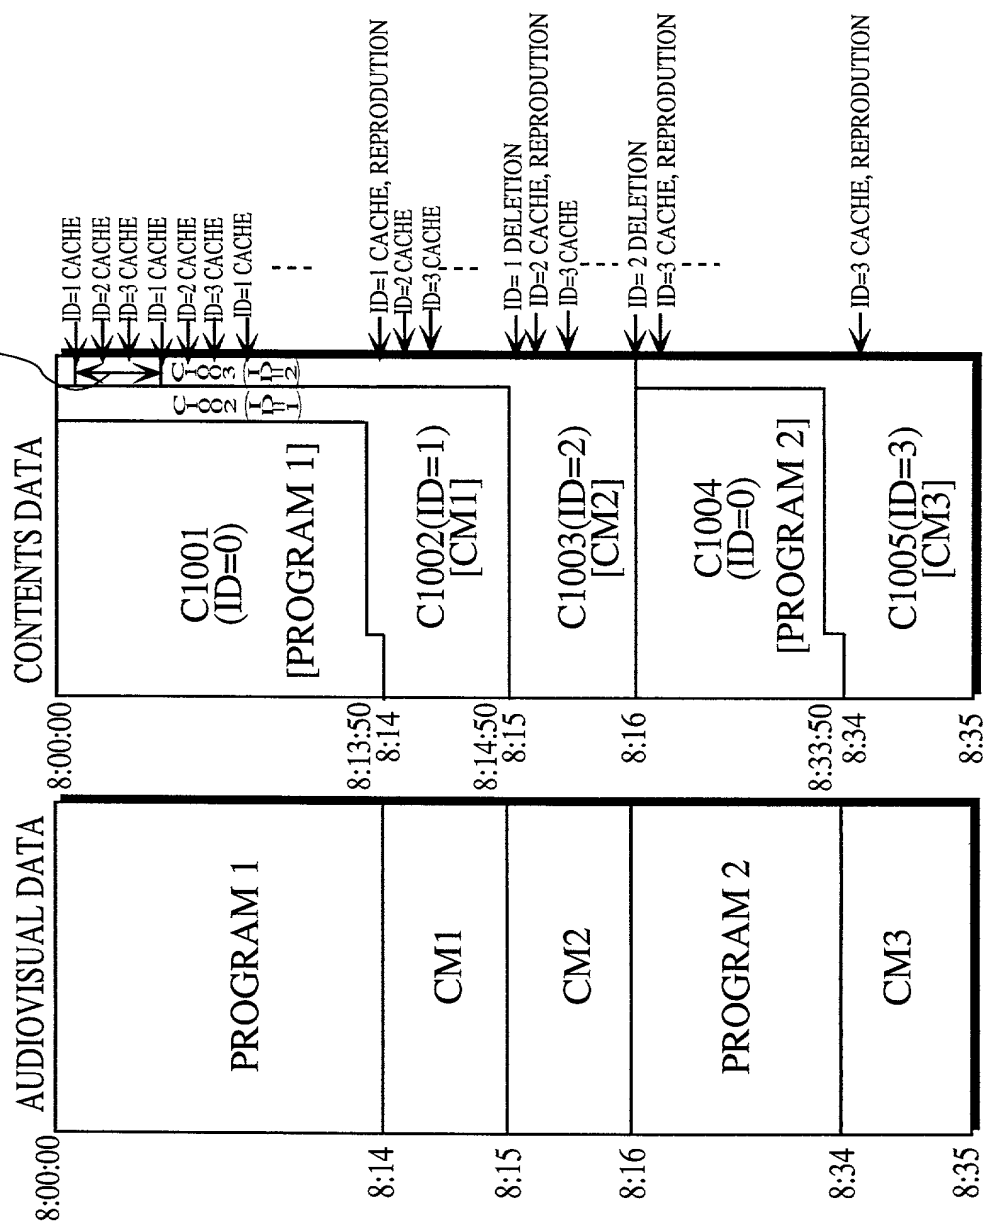 CONTENTS DATA
8:00:00
8:13:50
8:14
8:14:50
8:15
8:16
8:33:50
8:34
8:35
C1001
(ID=0)
[PROGRAM 1]
C1002
(ID=1)
C1003
(ID=2)
C1002(ID=1)
[CM1]
C1003(ID=2)
[CM2]
C1004
(ID=0)
[PROGRAM 2]
C1005(ID=3)
[CM3]
ID=1 CACHE
ID=2 CACHE
ID=3 CACHE
ID=1 CACHE
ID=2 CACHE
ID=3 CACHE
ID=1 CACHE
ID=1 CACHE, REPRODUTION
ID=2 CACHE
ID=3 CACHE
ID= 1 DELETION
ID=2 CACHE, REPRODUTION
ID=3 CACHE
ID= 2 DELETION
ID=3 CACHE, REPRODUTION
ID=3 CACHE, REPRODUTION
AUDIOVISUAL DATA
8:00:00
8:14
8:15
8:16
8:34
8:35
PROGRAM 1
CM1
CM2
PROGRAM 2
CM3